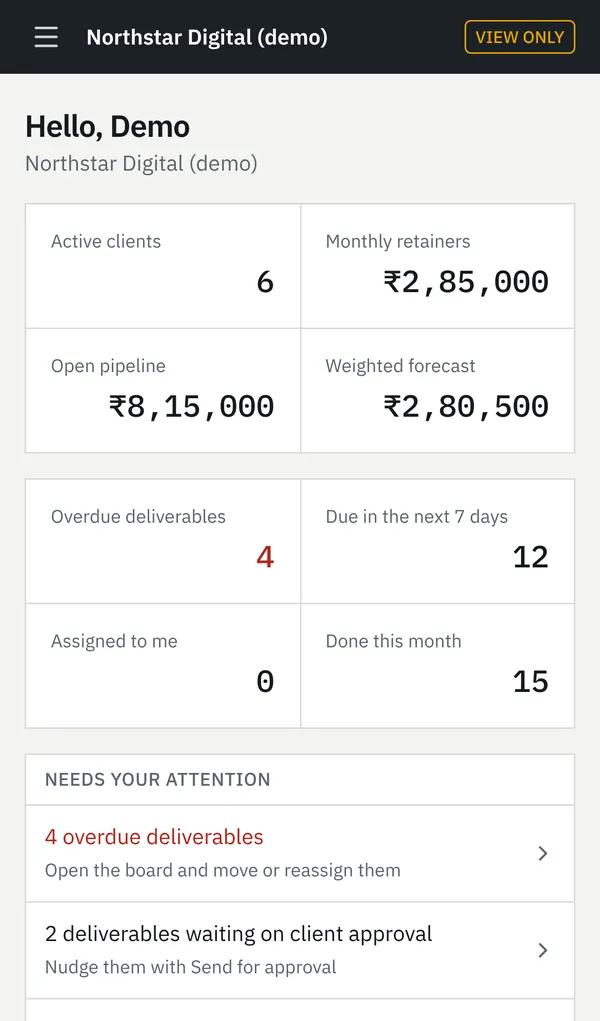 Northstar Digital (demo)
VIEW ONLY
Hello, Demo
Northstar Digital (demo)
Active clients
6
Monthly retainers
₹2,85,000
Open pipeline
₹8,15,000
Weighted forecast
₹2,80,500
Overdue deliverables
4
Due in the next 7 days
12
Assigned to me
0
Done this month
15
NEEDS YOUR ATTENTION
4 overdue deliverables
Open the board and move or reassign them
2 deliverables waiting on client approval
Nudge them with Send for approval